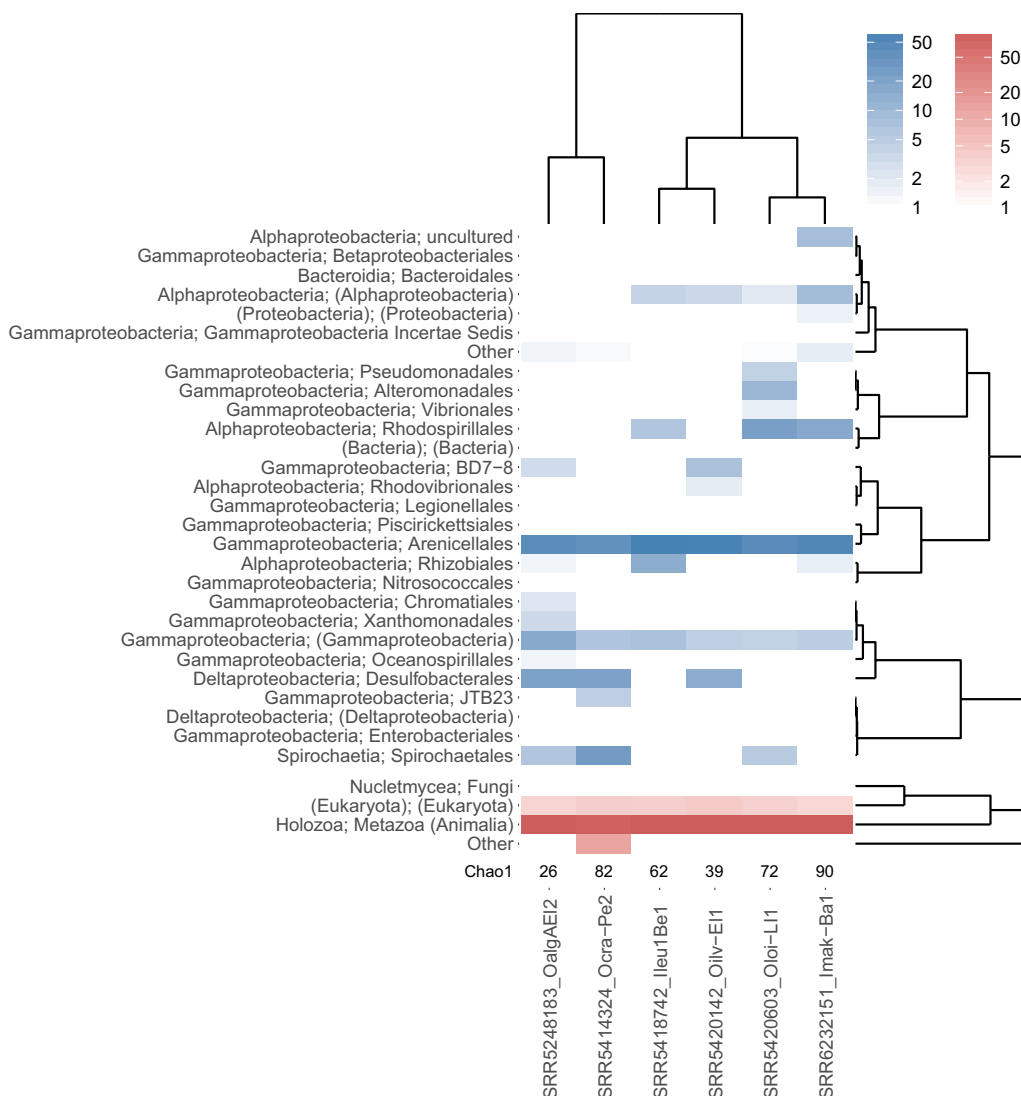 50
20
10
5
2
1
50
20
10
5
2
1
Alphaproteobacteria; uncultured
Gammaproteobacteria; Betaproteobacteriales
Bacteroidia; Bacteroidales
Alphaproteobacteria; (Alphaproteobacteria)
(Proteobacteria); (Proteobacteria)
Gammaproteobacteria; Gammaproteobacteria Incertae Sedis
Other
Gammaproteobacteria; Pseudomonadales
Gammaproteobacteria; Alteromonadales
Gammaproteobacteria; Vibrionales
Alphaproteobacteria; Rhodospirillales
(Bacteria); (Bacteria)
Gammaproteobacteria; BD7−8
Alphaproteobacteria; Rhodovibrionales
Gammaproteobacteria; Legionellales
Gammaproteobacteria; Piscirickettsiales
Gammaproteobacteria; Arenicellales
Alphaproteobacteria; Rhizobiales
Gammaproteobacteria; Nitrosococcales
Gammaproteobacteria; Chromatiales
Gammaproteobacteria; Xanthomonadales
Gammaproteobacteria; (Gammaproteobacteria)
Gammaproteobacteria; Oceanospirillales
Deltaproteobacteria; Desulfobacterales
Gammaproteobacteria; JTB23
Deltaproteobacteria; (Deltaproteobacteria)
Gammaproteobacteria; Enterobacteriales
Spirochaetia; Spirochaetales
Nucletmycea; Fungi
(Eukaryota); (Eukaryota)
Holozoa; Metazoa (Animalia)
Other
Chao1 26 82 62 39 72 90
SRR5248183_OalgAEI2
SRR5414324_Ocra−Pe2
SRR5418742_Ileu1Be1
SRR5420142_Oilv−EI1
SRR5420603_Oloi−LI1
SRR6232151_Imak−Ba1